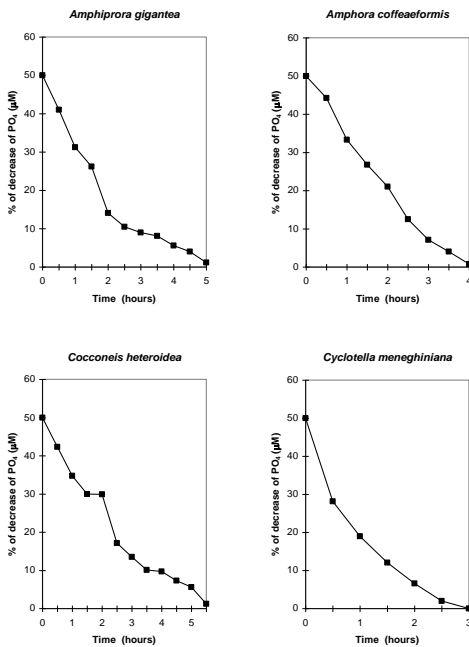 Amphiprora gigantea
% of decrease of PO₄ (µM)
60
50
40
30
20
10
0
0 1 2 3 4 5
Time (hours)
Amphora coffeaeformis
% of decrease of PO₄ (µM)
60
50
40
30
20
10
0
0 1 2 3 4
Time (hours)
Cocconeis heteroidea
% of decrease of PO₄ (µM)
60
50
40
30
20
10
0
0 1 2 3 4 5
Time (hours)
Cyclotella meneghiniana
% of decrease of PO₄ (µM)
60
50
40
30
20
10
0
0 1 2 3
Time (hours)